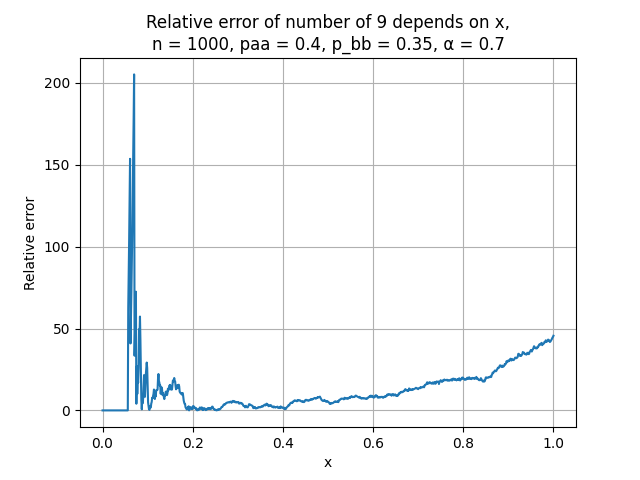 Relative error of number of 9 depends on x,
n = 1000, paa = 0.4, p_bb = 0.35, α = 0.7
200
150
100
50
0
Relative error
0.0 0.2 0.4 0.6 0.8 1.0
x